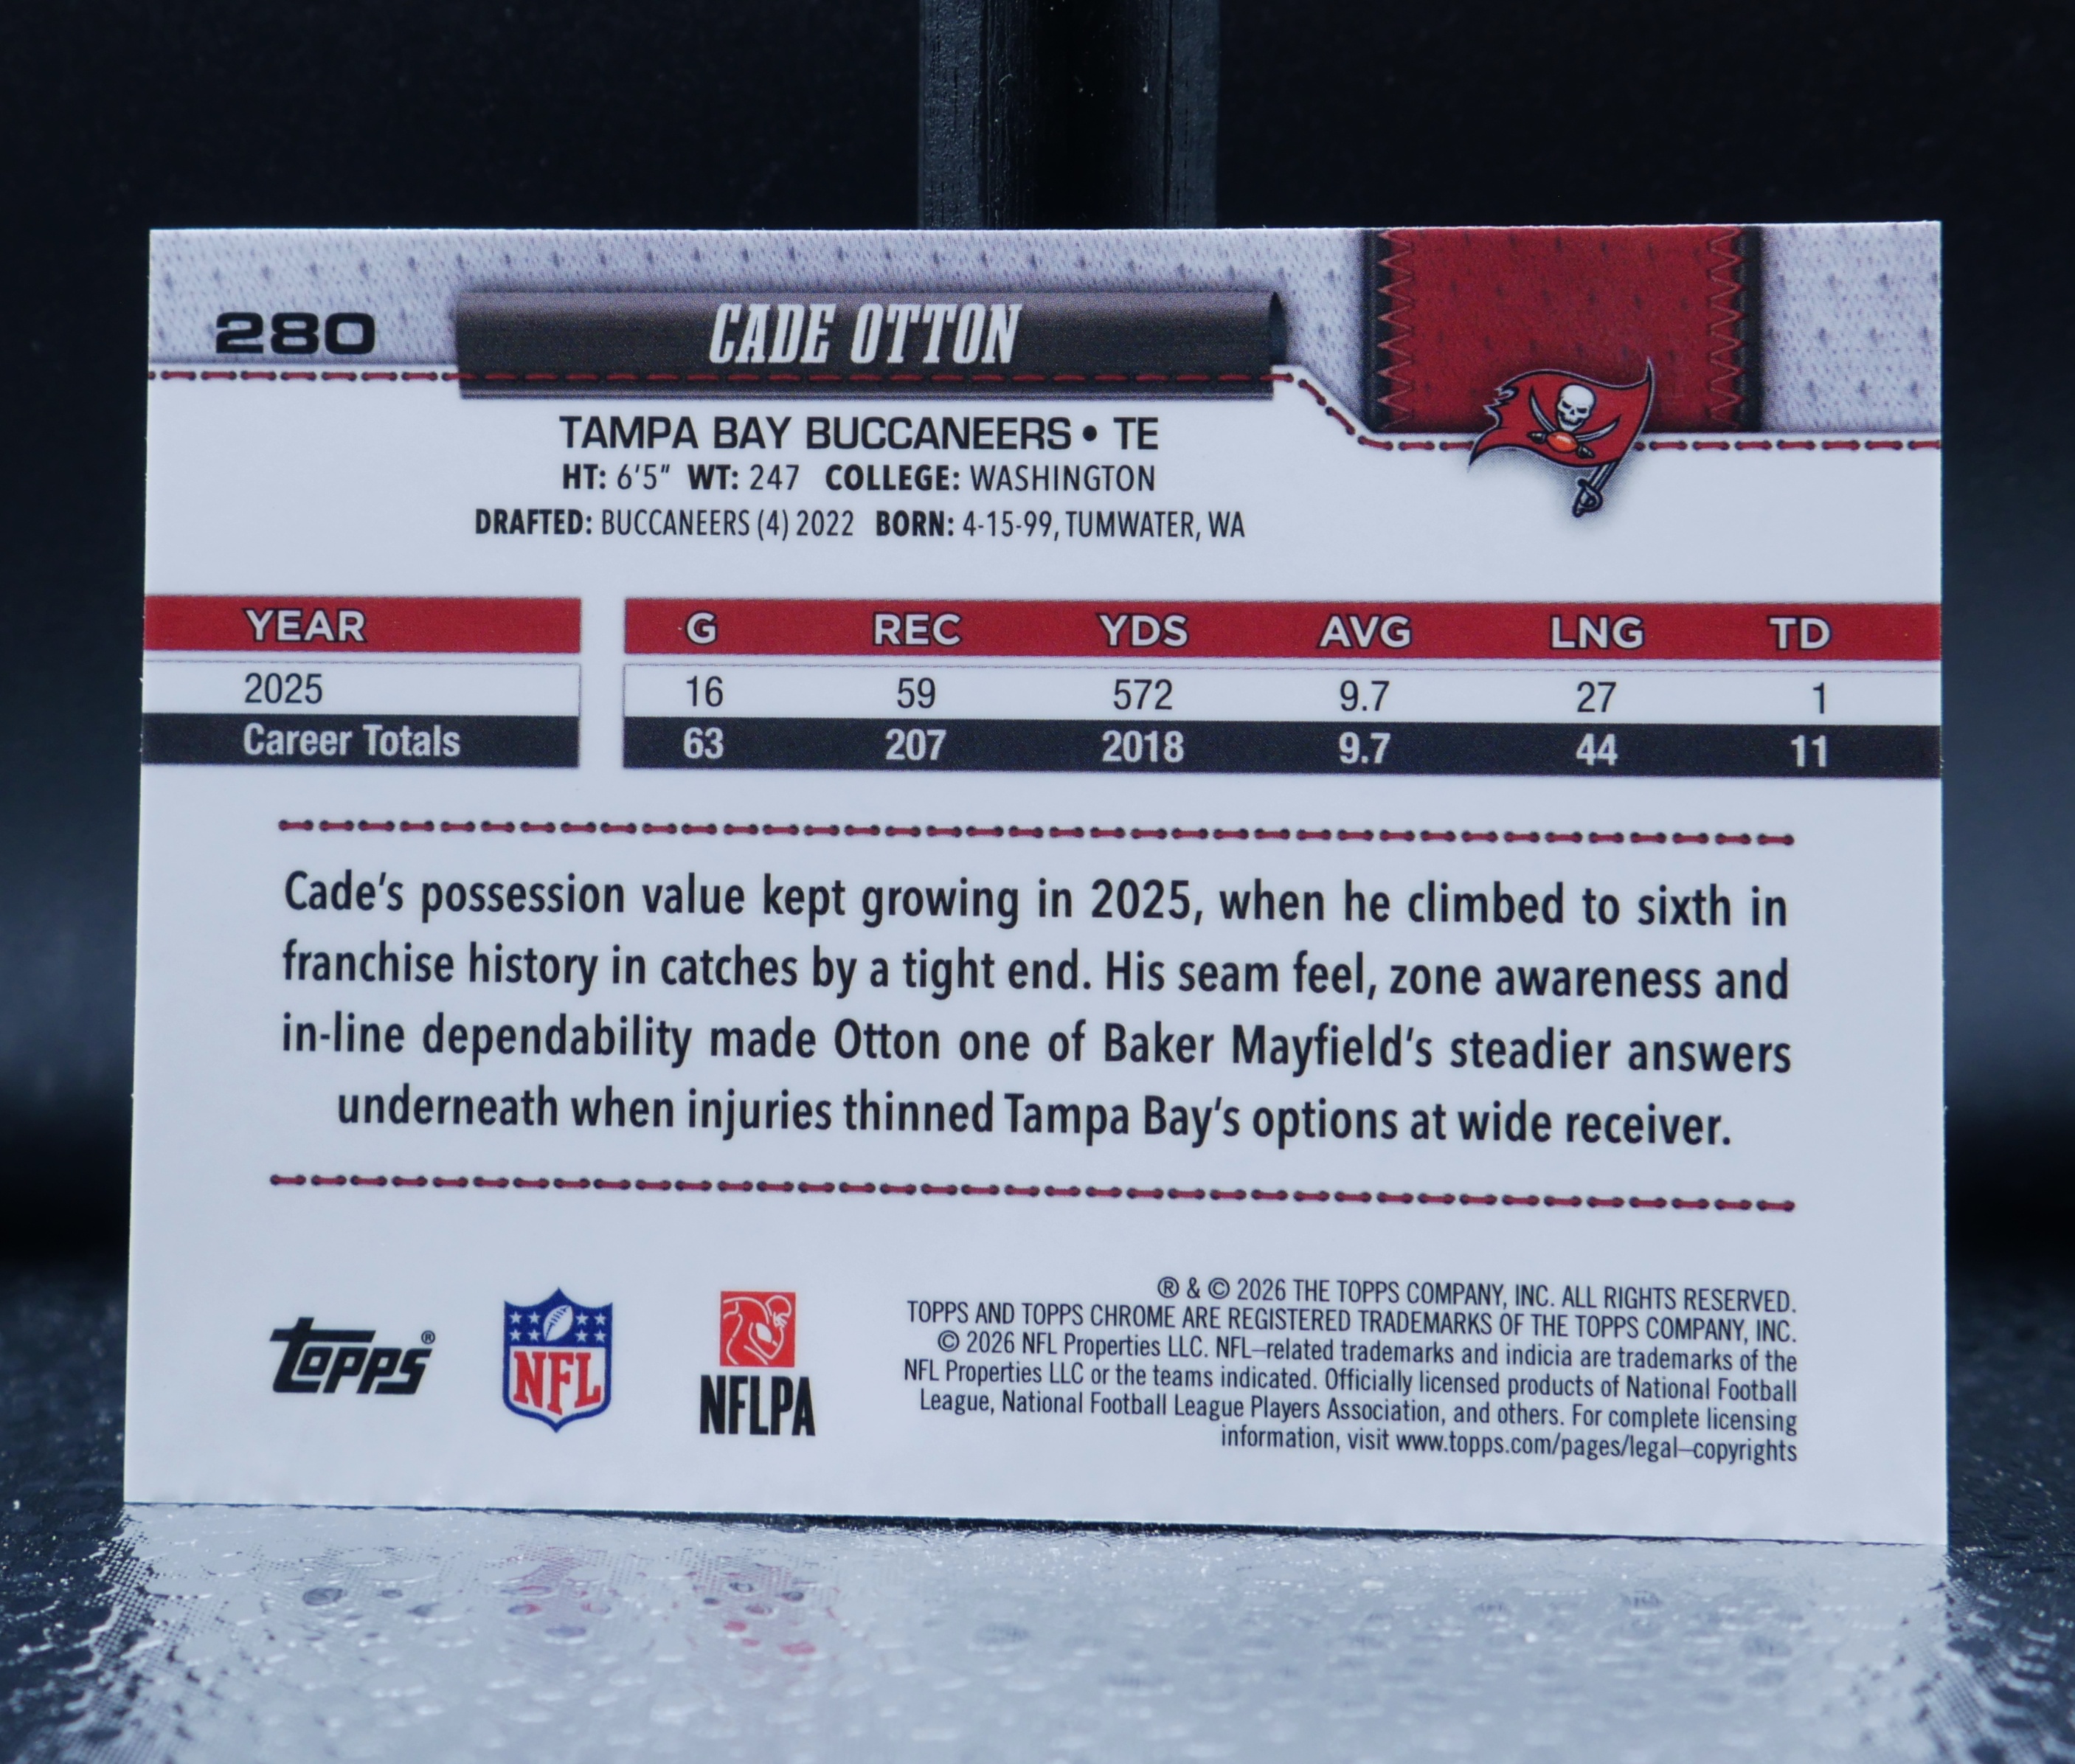 280
CADE OTTON
TAMPA BAY BUCCANEERS • TE
HT: 6'5" WT: 247 COLLEGE: WASHINGTON
DRAFTED: BUCCANEERS (4) 2022 BORN: 4-15-99, TUMWATER, WA
YEAR G REC YDS AVG LNG TD
2025 16 59 572 9.7 27 1
Career Totals 63 207 2018 9.7 44 11
Cade's possession value kept growing in 2025, when he climbed to sixth in
franchise history in catches by a tight end. His seam feel, zone awareness and
in-line dependability made Otton one of Baker Mayfield's steadier answers
underneath when injuries thinned Tampa Bay's options at wide receiver.
topps®
NFL
NFLPA
® & © 2026 THE TOPPS COMPANY, INC. ALL RIGHTS RESERVED.
TOPPS AND TOPPS CHROME ARE REGISTERED TRADEMARKS OF THE TOPPS COMPANY, INC.
© 2026 NFL Properties LLC. NFL–related trademarks and indicia are trademarks of the
NFL Properties LLC or the teams indicated. Officially licensed products of National Football
League, National Football League Players Association, and others. For complete licensing
information, visit www.topps.com/pages/legal–copyrights